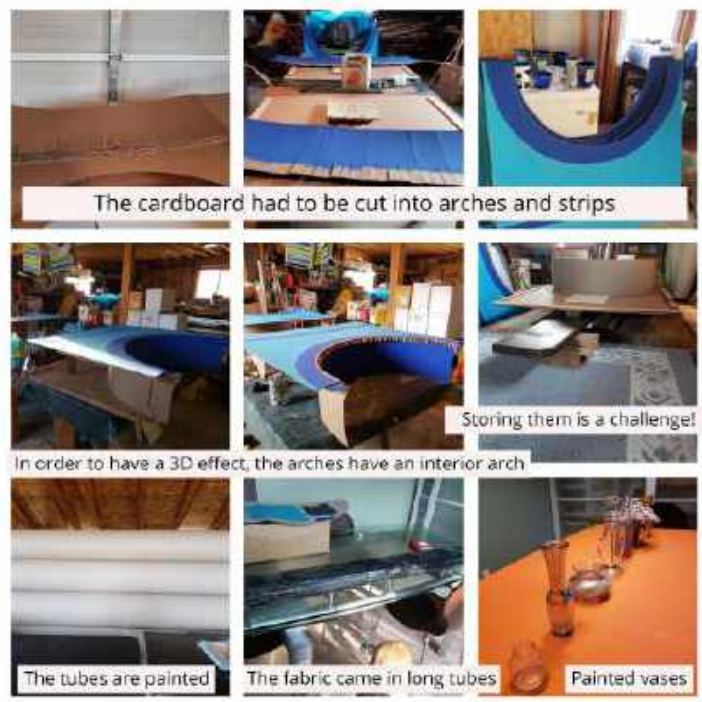 The cardboard had to be cut into arches and strips
Storing them is a challenge!
In order to have a 3D effect, the arches have an interior arch
The tubes are painted
The fabric came in long tubes
Painted vases